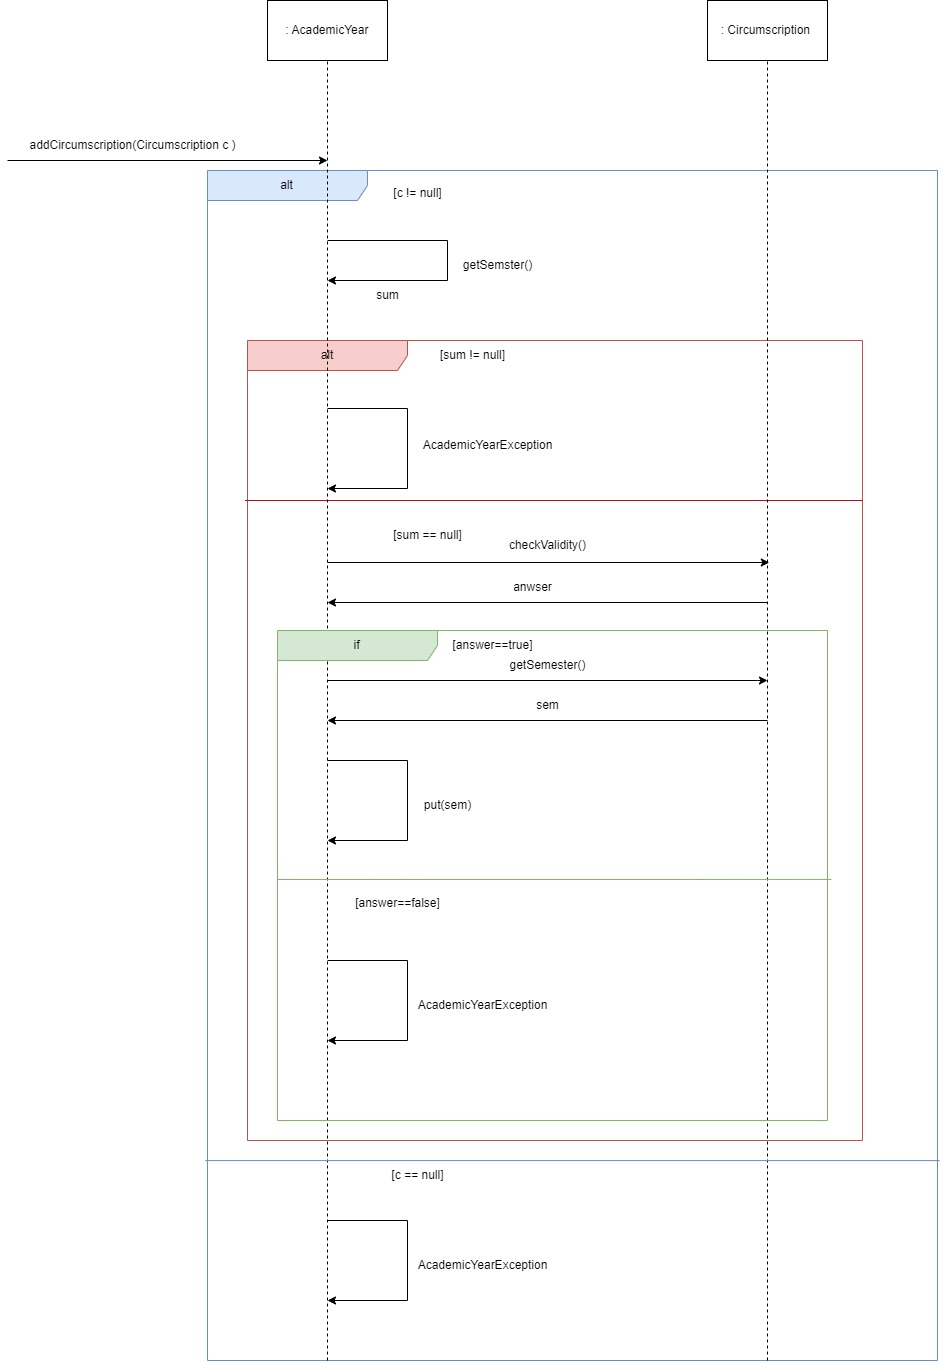 : AcademicYear
: Circumscription
addCircumscription(Circumscription c )
alt
[c != null]
getSemster()
sum
alt
[sum != null]
AcademicYearException
[sum == null]
checkValidity()
anwser
if
[answer==true]
getSemester()
sem
put(sem)
[answer==false]
AcademicYearException
[c == null]
AcademicYearException